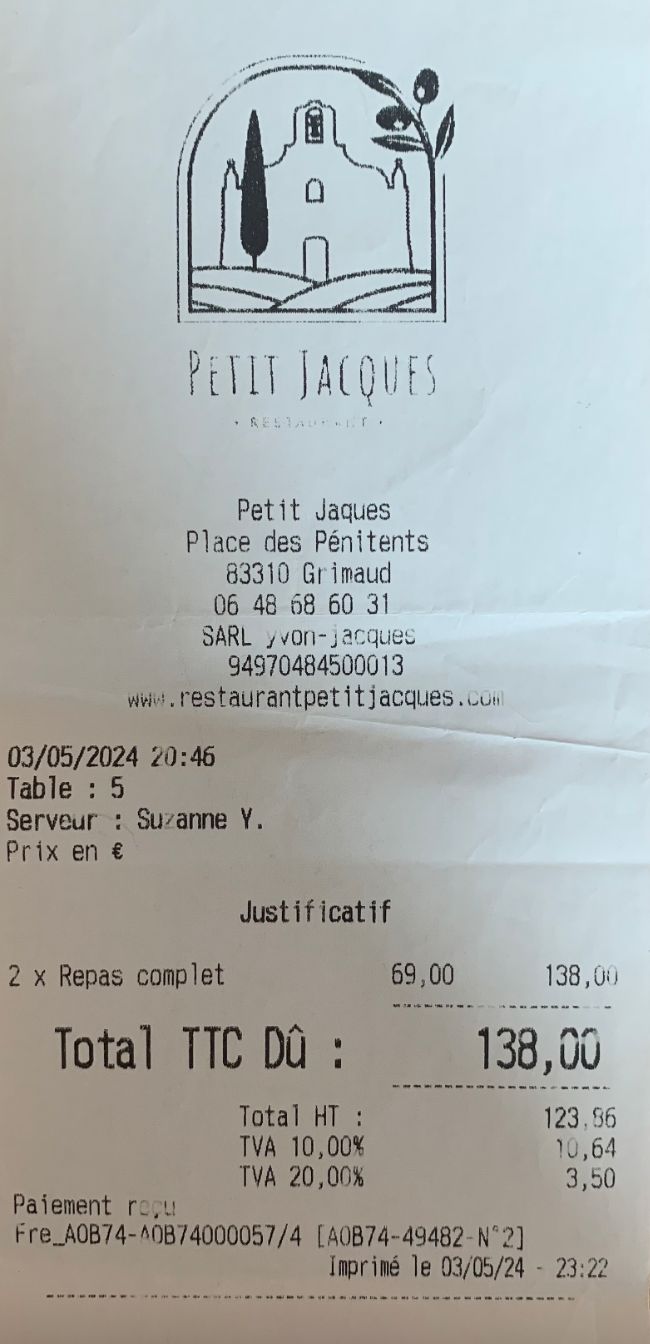 PETIT JACQUES
· RESTAURANT ·
Petit Jaques
Place des Pénitents
83310 Grimaud
06 48 68 60 31
SARL yvon-jacques
94970484500013
www.restaurantpetitjacques.com
03/05/2024 20:46
Table : 5
Serveur : Suzanne Y.
Prix en €
Justificatif
2 x Repas complet 69,00 138,00
Total TTC Dû : 138,00
Total HT : 123,86
TVA 10,00% 10,64
TVA 20,00% 3,50
Paiement reçu
Fre_A0B74-A0B74000057/4 [A0B74-49482-N°2]
Imprimé le 03/05/24 - 23:22